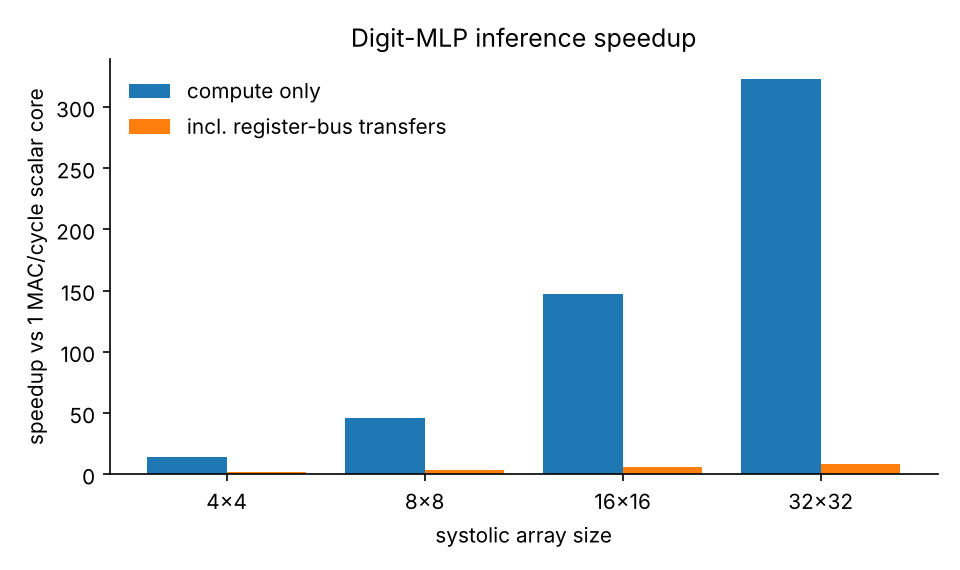 Digit-MLP inference speedup
compute only
incl. register-bus transfers
speedup vs 1 MAC/cycle scalar core
300
250
200
150
100
50
0
4×4
8×8
16×16
32×32
systolic array size